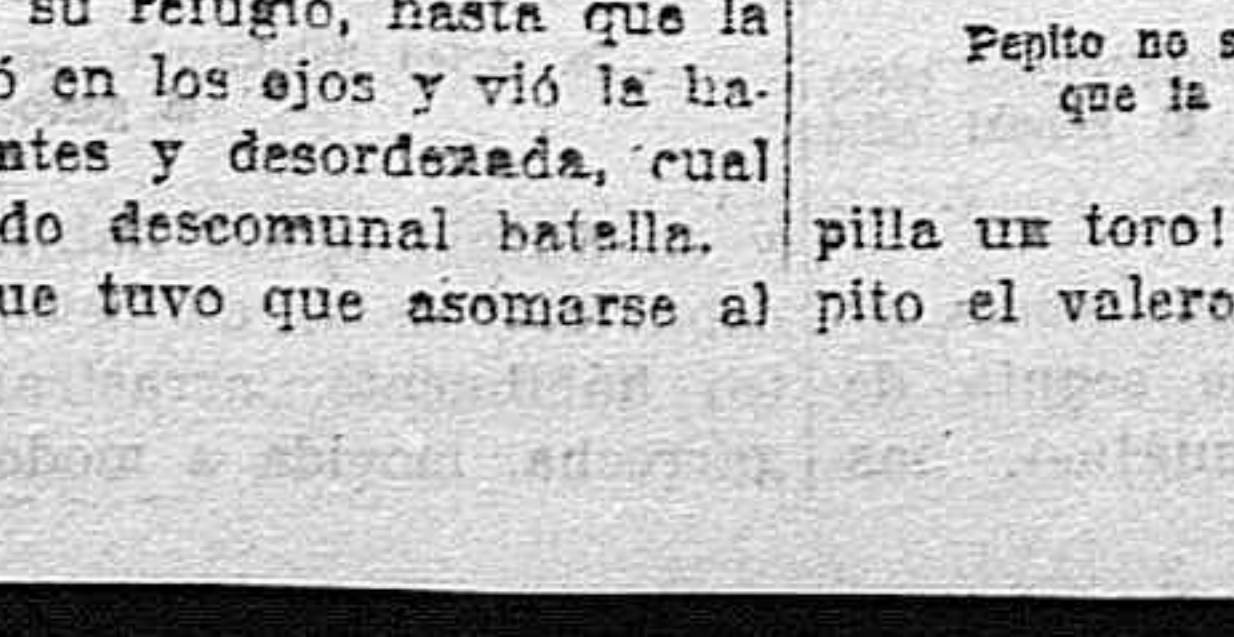 su refugio, hasta que la
ó en los ojos y vió la ha-
ntes y desordenada, cual
do descomunal batalla.
ue tuvo que asomarse al
Pepito no s
que la
pilla un toro!
pito el valero